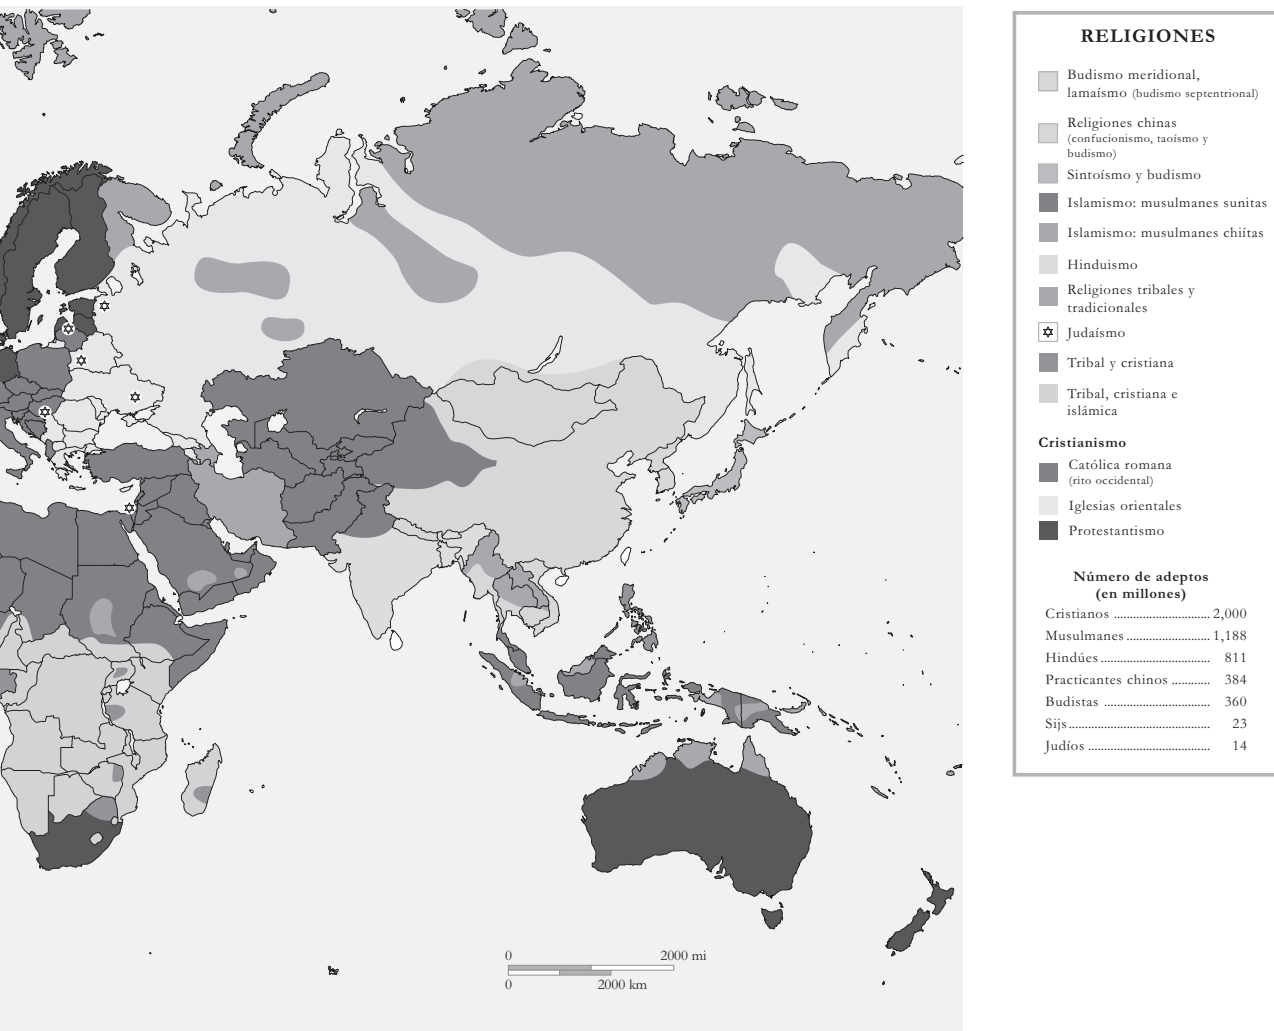 RELIGIONES
Budismo meridional,
lamaísmo (budismo septentrional)
Religiones chinas
(confucionismo, taoísmo y
budismo)
Sintoísmo y budismo
Islamismo: musulmanes sunitas
Islamismo: musulmanes chiítas
Hinduismo
Religiones tribales y
tradicionales
Judaísmo
Tribal y cristiana
Tribal, cristiana e
islámica
Cristianismo
Católica romana
(rito occidental)
Iglesias orientales
Protestantismo
Número de adeptos
(en millones)
Cristianos ............................. 2,000
Musulmanes ......................... 1,188
Hindúes ................................. 811
Practicantes chinos ............ 384
Budistas ................................ 360
Sijs ........................................... 23
Judíos ..................................... 14
0 2000 mi
0 2000 km